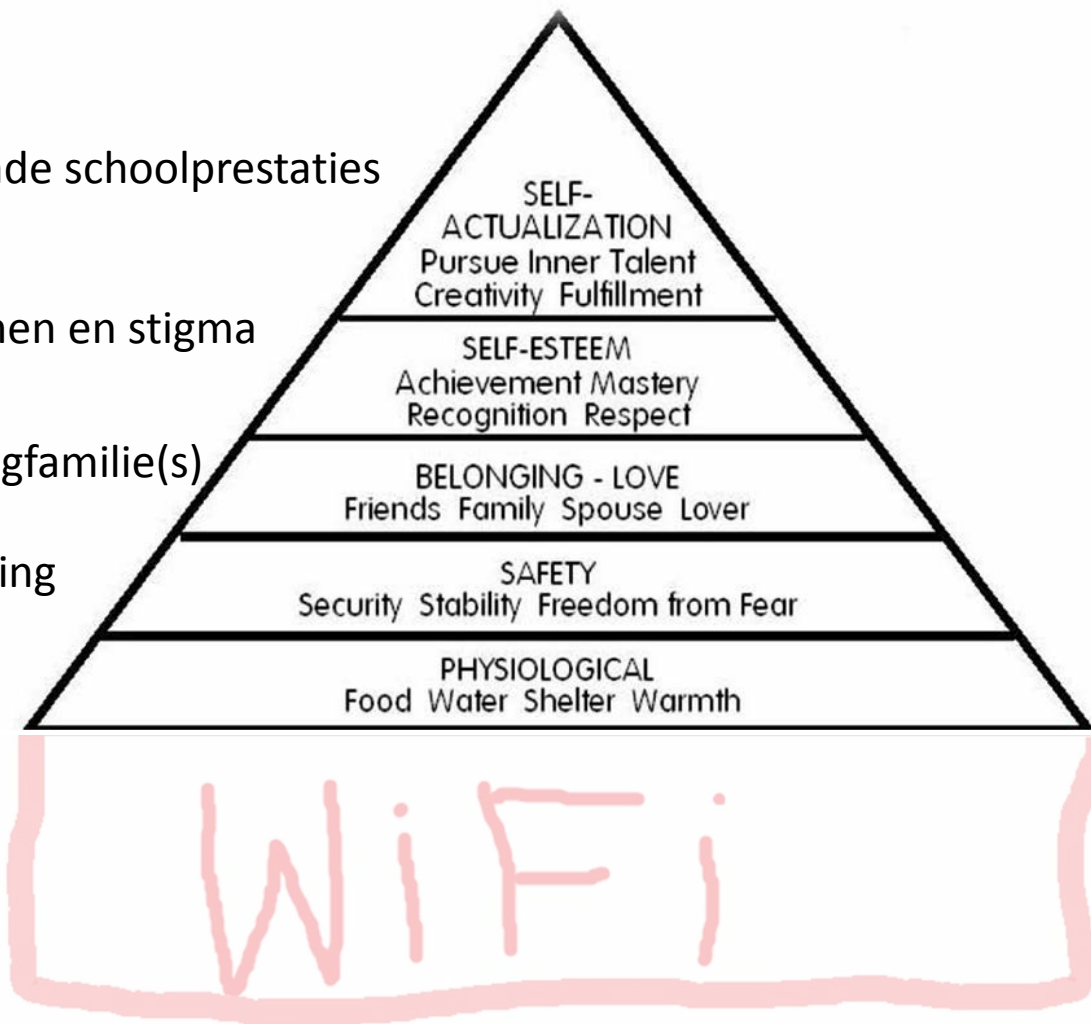 de schoolprestaties
SELF-
ACTUALIZATION
Pursue Inner Talent
Creativity Fulfillment
en en stigma
SELF-ESTEEM
Achievement Mastery
Recognition Respect
gfamilie(s)
BELONGING - LOVE
Friends Family Spouse Lover
ing
SAFETY
Security Stability Freedom from Fear
PHYSIOLOGICAL
Food Water Shelter Warmth
WiFi